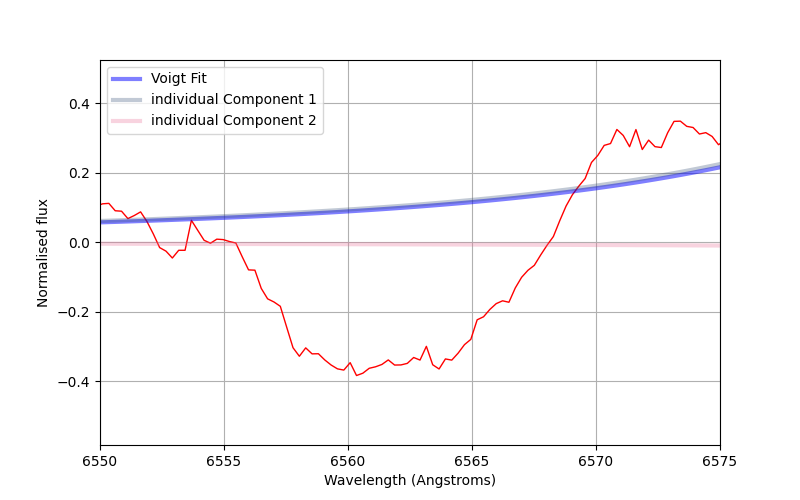 Voigt Fit
individual Component 1
individual Component 2
0.4
0.2
0.0
−0.2
−0.4
Normalised flux
6550
6555
6560
6565
6570
6575
Wavelength (Angstroms)